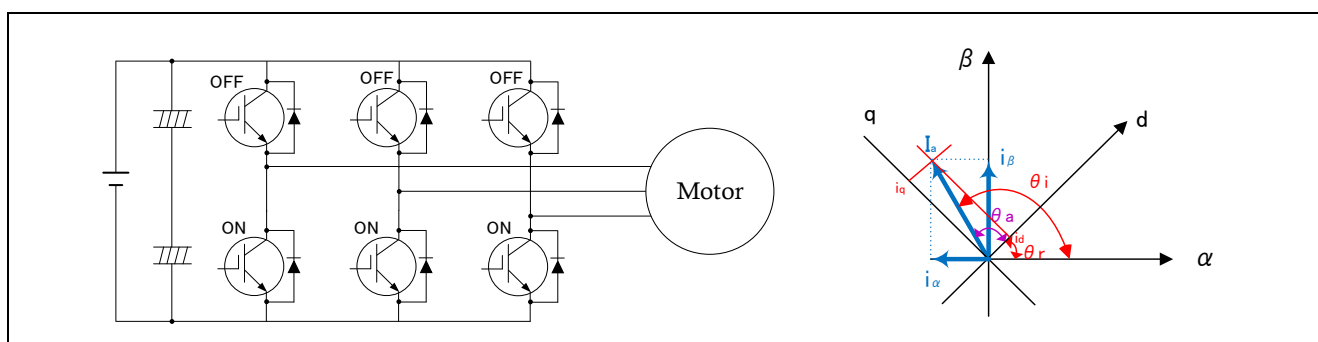 OFF OFF OFF
ON ON ON
Motor
β
q
d
Ia
iβ
iq
θi
θa
id
θr
iα
α